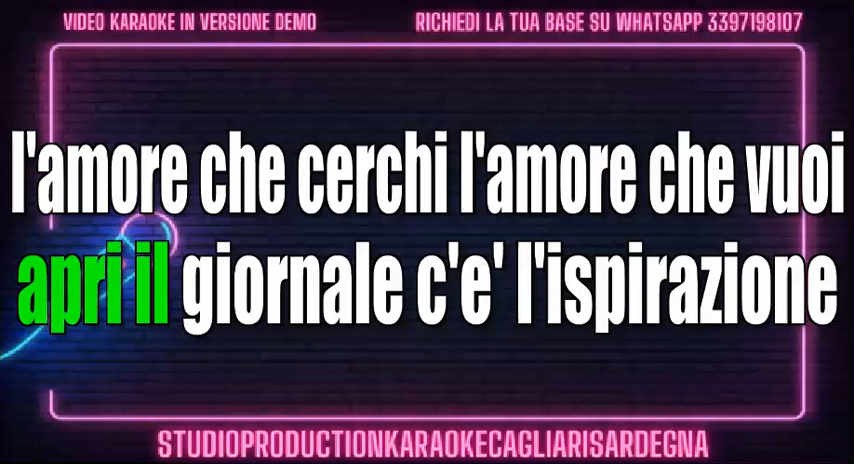 VIDEO KARAOKE IN VERSIONE DEMO
RICHIEDI LA TUA BASE SU WHATSAPP 3397198107
l'amore che cerchi l'amore che vuoi
apri il giornale c'e' l'ispirazione
STUDIOPRODUCTIONKARAOKECAGLIARISARDEGNA